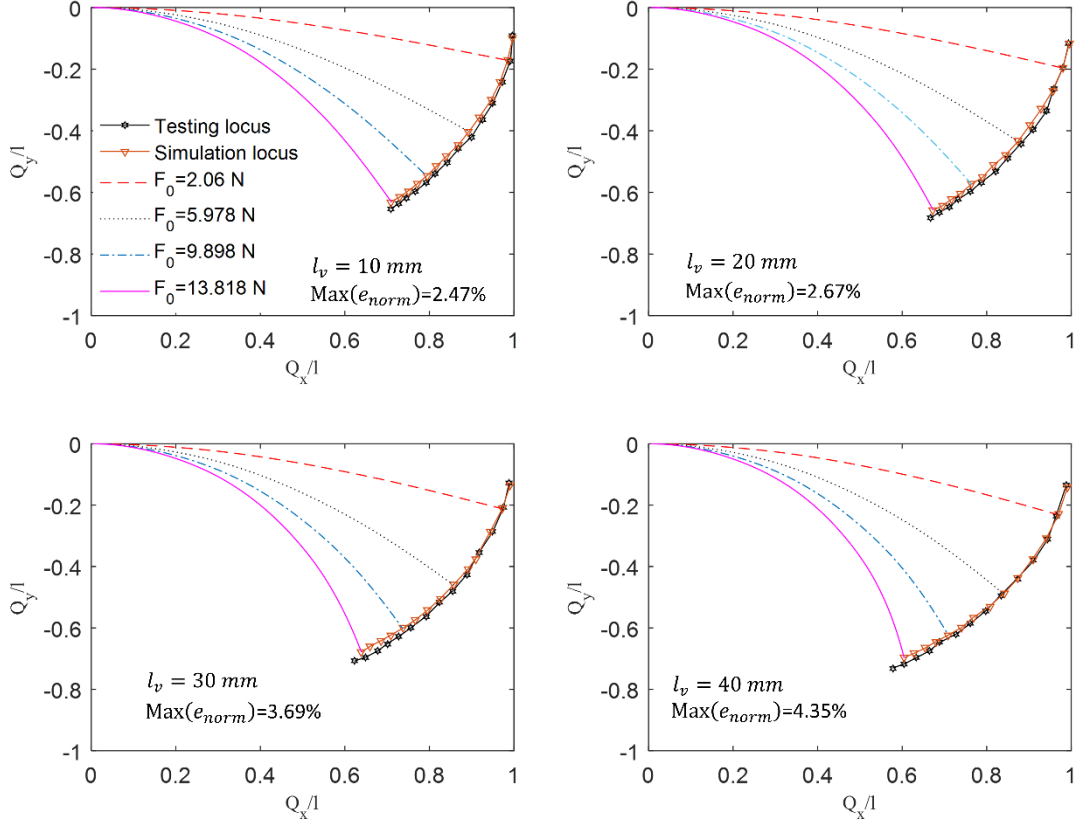 0
-0.2
-0.4
-0.6
-0.8
-1
Q_y/l
Testing locus
Simulation locus
F_0=2.06 N
F_0=5.978 N
F_0=9.898 N
F_0=13.818 N
l_v = 10 mm
Max(e_norm)=2.47%
0 0.2 0.4 0.6 0.8 1
Q_x/l
0
-0.2
-0.4
-0.6
-0.8
-1
Q_y/l
l_v = 20 mm
Max(e_norm)=2.67%
0 0.2 0.4 0.6 0.8 1
Q_x/l
0
-0.2
-0.4
-0.6
-0.8
-1
Q_y/l
l_v = 30 mm
Max(e_norm)=3.69%
0 0.2 0.4 0.6 0.8 1
Q_x/l
0
-0.2
-0.4
-0.6
-0.8
-1
Q_y/l
l_v = 40 mm
Max(e_norm)=4.35%
0 0.2 0.4 0.6 0.8 1
Q_x/l